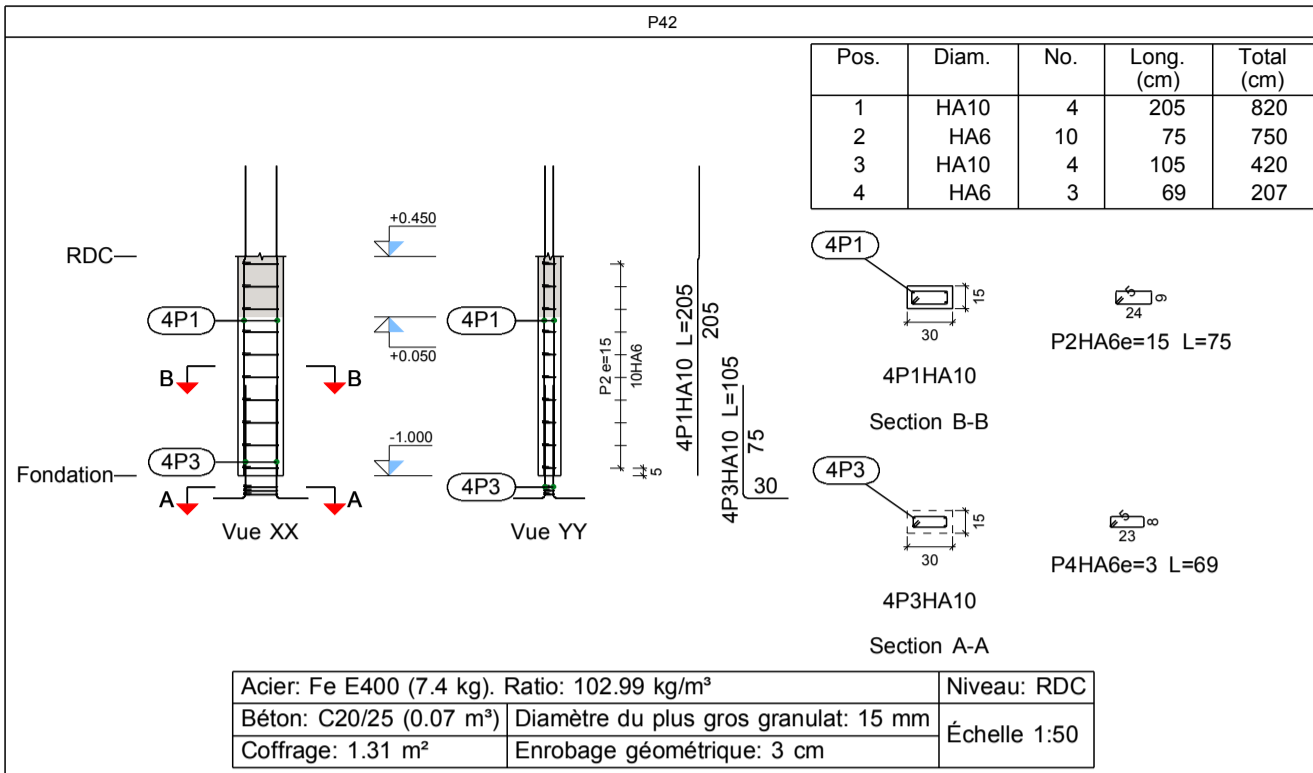 P42
Pos. Diam. No. Long. (cm) Total (cm)
1 HA10 4 205 820
2 HA6 10 75 750
3 HA10 4 105 420
4 HA6 3 69 207
RDC
+0.450
4P1
4P1
+0.050
B B
-1.000
Fondation
4P3
4P3
A A
Vue XX
Vue YY
P2 e=15
10HA6
5
4P1HA10 L=205
205
4P3HA10 L=105
75
30
4P1
15
30
4P1HA10
Section B-B
5
9
24
P2HA6e=15 L=75
4P3
15
30
4P3HA10
Section A-A
5
8
23
P4HA6e=3 L=69
Acier: Fe E400 (7.4 kg). Ratio: 102.99 kg/m³
Niveau: RDC
Béton: C20/25 (0.07 m³)
Diamètre du plus gros granulat: 15 mm
Échelle 1:50
Coffrage: 1.31 m²
Enrobage géométrique: 3 cm